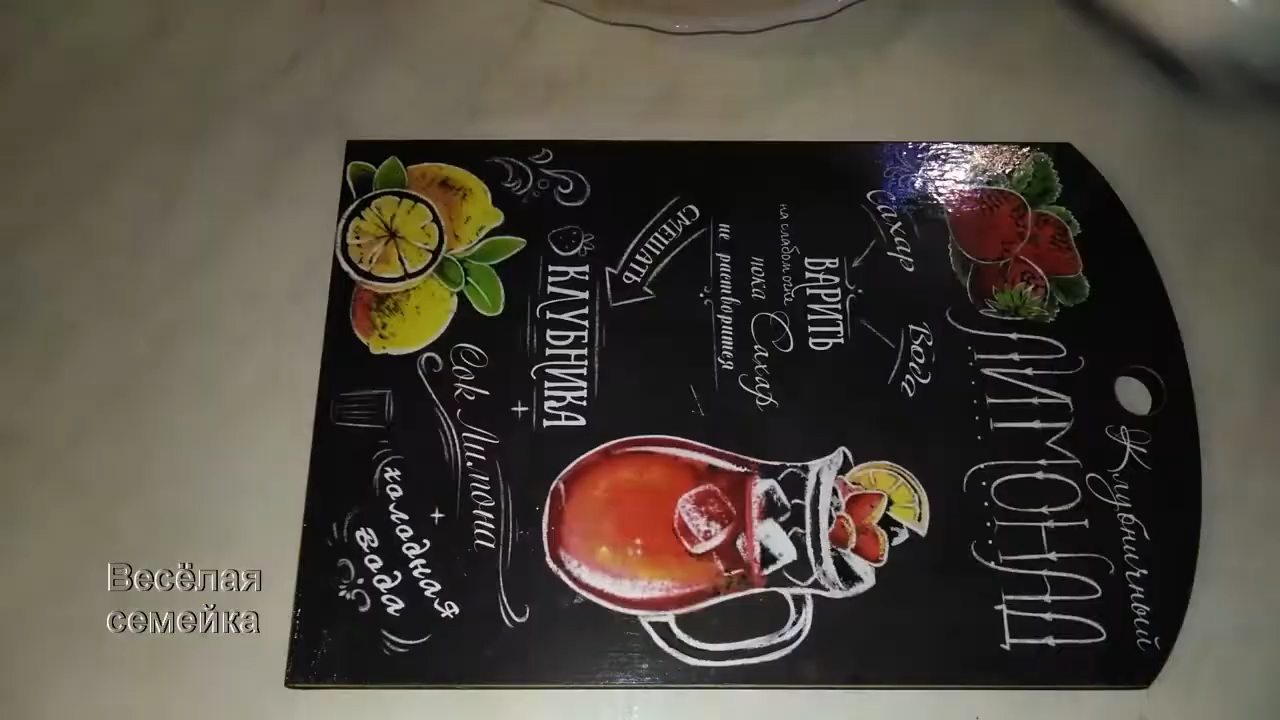 Клубничный
ЛИМОНАД
Сахар
Вода
ВАРИТЬ
на слабом огне
пока Сахар
не растворится
СМЕШАТЬ
КЛУБНИКА
+
Сок Лимона
+
холодная
вода
Весёлая
семейка